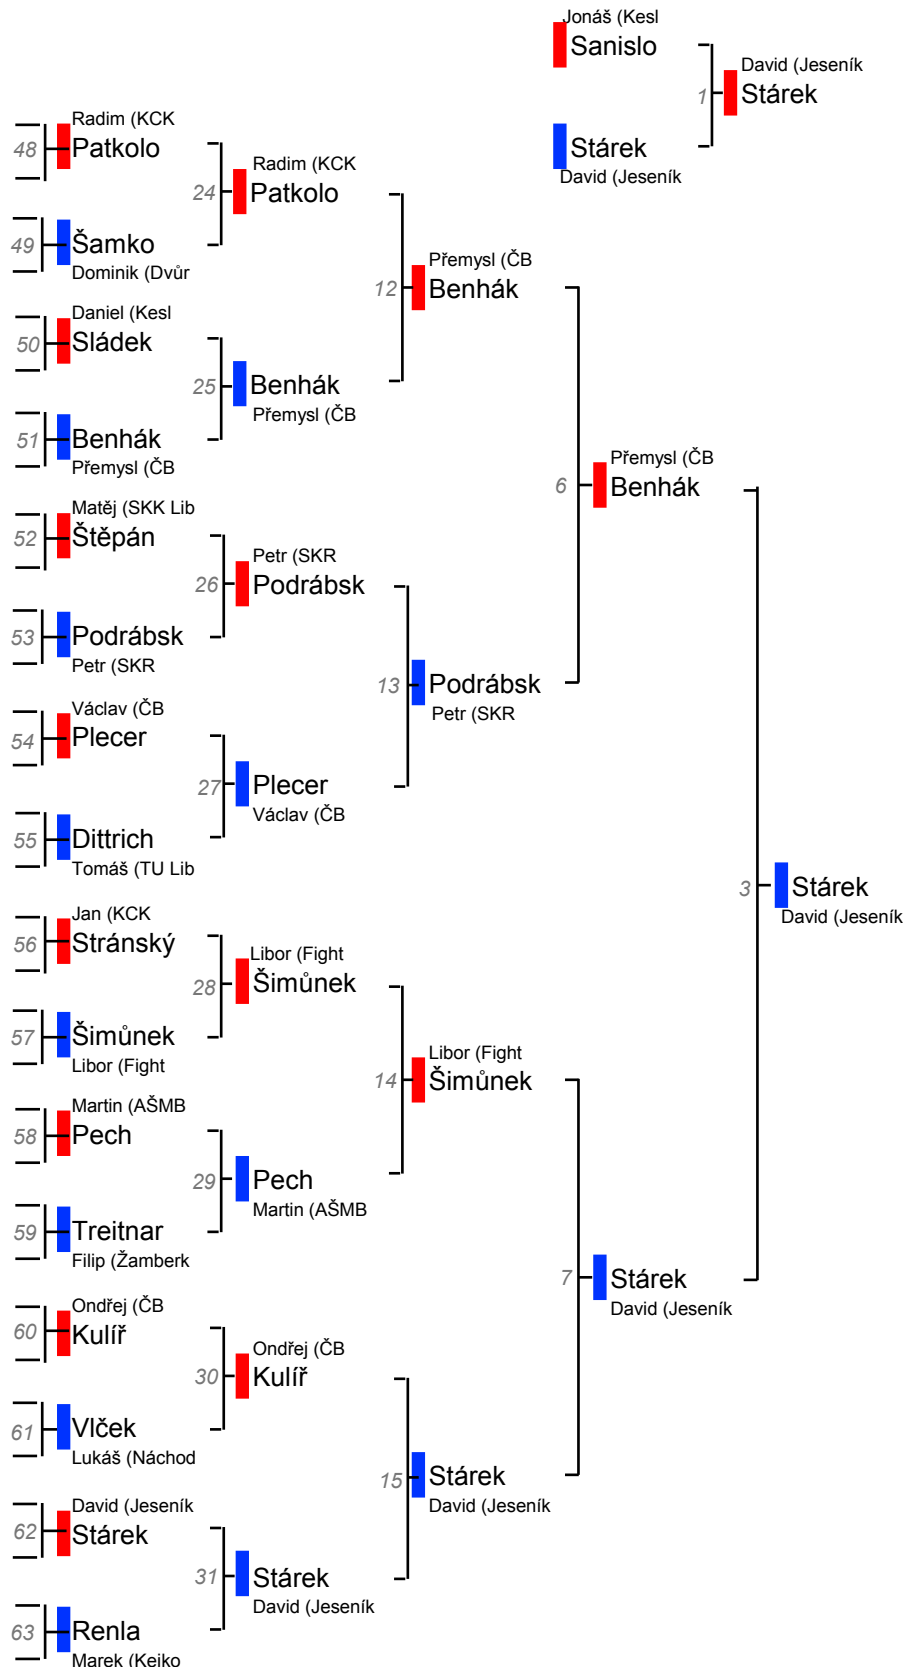 Jonáš (Kesl
Sanislo
1
David (Jeseník
Stárek
Stárek
David (Jeseník
48
Radim (KCK
Patkolo
24
Radim (KCK
Patkolo
49
Šamko
Dominik (Dvůr
12
Přemysl (ČB
Benhák
50
Daniel (Kesl
Sládek
25
Benhák
Přemysl (ČB
51
Benhák
Přemysl (ČB
6
Přemysl (ČB
Benhák
52
Matěj (SKK Lib
Štěpán
26
Petr (SKR
Podrábsk
53
Podrábsk
Petr (SKR
13
Podrábsk
Petr (SKR
54
Václav (ČB
Plecer
27
Plecer
Václav (ČB
55
Dittrich
Tomáš (TU Lib
3
Stárek
David (Jeseník
56
Jan (KCK
Stránský
28
Libor (Fight
Šimůnek
57
Šimůnek
Libor (Fight
14
Libor (Fight
Šimůnek
58
Martin (AŠMB
Pech
29
Pech
Martin (AŠMB
59
Treitnar
Filip (Žamberk
7
Stárek
David (Jeseník
60
Ondřej (ČB
Kulíř
30
Ondřej (ČB
Kulíř
61
Vlček
Lukáš (Náchod
15
Stárek
David (Jeseník
62
David (Jeseník
Stárek
31
Stárek
David (Jeseník
63
Renla
Marek (Keiko